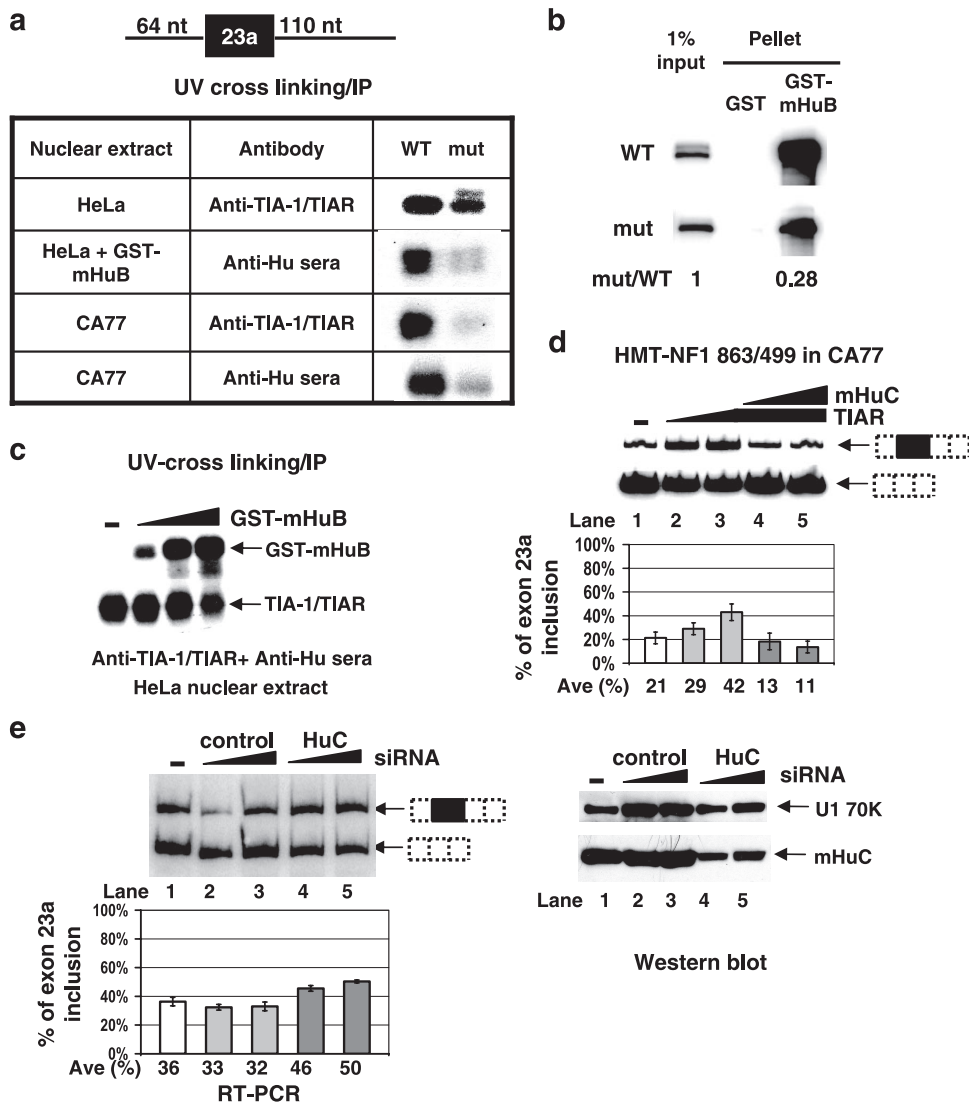 a
64 nt 23a 110 nt
UV cross linking/IP
Nuclear extract Antibody WT mut
HeLa Anti-TIA-1/TIAR
HeLa + GST-
mHuB Anti-Hu sera
CA77 Anti-TIA-1/TIAR
CA77 Anti-Hu sera
b
1%
input
Pellet
GST
GST-
mHuB
WT
mut
mut/WT 1 0.28
c
UV-cross linking/IP
– GST-mHuB
GST-mHuB
TIA-1/TIAR
Anti-TIA-1/TIAR+ Anti-Hu sera
HeLa nuclear extract
d
HMT-NF1 863/499 in CA77
mHuC
– TIAR
Lane 1 2 3 4 5
% of exon 23a
inclusion
100%
80%
60%
40%
20%
0%
Ave (%) 21 29 42 13 11
e
– control HuC siRNA
Lane 1 2 3 4 5
% of exon 23a
inclusion
100%
80%
60%
40%
20%
0%
Ave (%) 36 33 32 46 50
RT-PCR
– control HuC siRNA
U1 70K
mHuC
Lane 1 2 3 4 5
Western blot